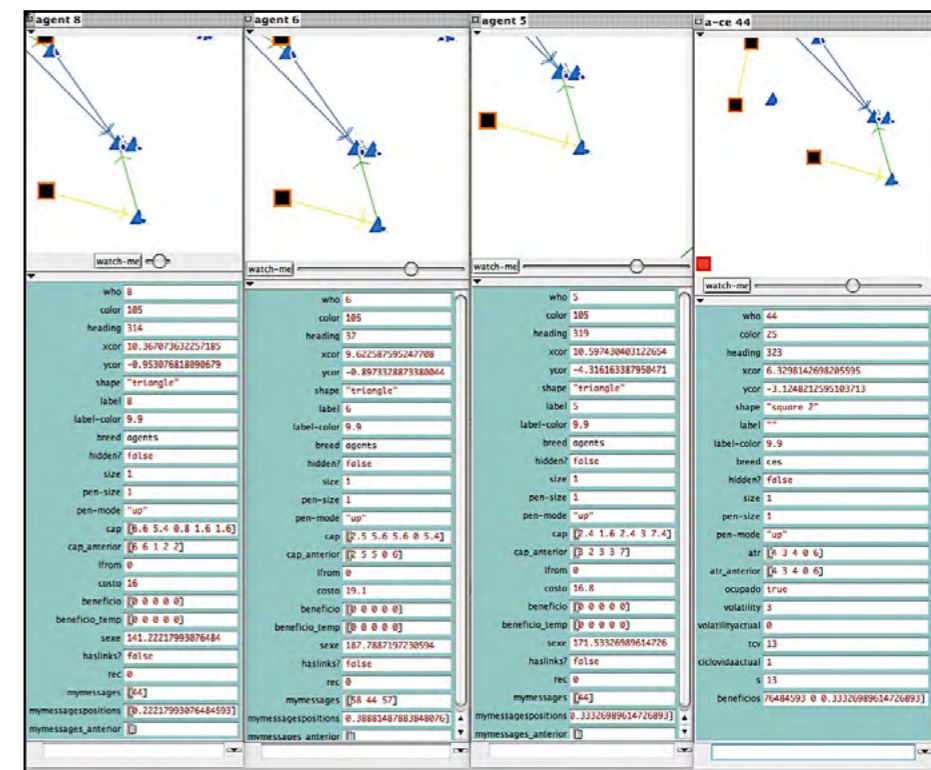 agent 8
watch-me
who 8
color 105
heading 314
xcor 10.367073632257185
ycor -0.953076818090679
shape "triangle"
label 8
label-color 9.9
breed agents
hidden? false
size 1
pen-size 1
pen-mode "up"
cap [6.6 5.4 0.8 1.6 1.6]
cap_anterior [6 6 1 2 2]
lfrom 0
costo 16
beneficio [0 0 0 0 0]
beneficio_temp [0 0 0 0 0]
sexe 141.22217993076484
haslinks? false
rec 0
mymessages [44]
mymessagespositions [0.22217993076484593]
mymessages_anterior []
agent 6
watch-me
who 6
color 105
heading 37
xcor 9.622587595247708
ycor -0.8973328873380044
shape "triangle"
label 6
label-color 9.9
breed agents
hidden? false
size 1
pen-size 1
pen-mode "up"
cap [2.5 5.6 5.6 0 5.4]
cap_anterior [2 5 5 0 6]
lfrom 0
costo 19.1
beneficio [0 0 0 0 0]
beneficio_temp [0 0 0 0 0]
sexe 187.7887197230594
haslinks? false
rec 0
mymessages [58 44 57]
mymessagespositions 0.38881487883848076]
mymessages_anterior []
agent 5
watch-me
who 5
color 105
heading 319
xcor 10.597430403122654
ycor -4.316163387950471
shape "triangle"
label 5
label-color 9.9
breed agents
hidden? false
size 1
pen-size 1
pen-mode "up"
cap [2.4 1.6 2.4 3 7.4]
cap_anterior [3 2 3 3 7]
lfrom 0
costo 16.8
beneficio [0 0 0 0 0]
beneficio_temp [0 0 0 0 0]
sexe 171.53326989614726
haslinks? false
rec 0
mymessages [44]
mymessagespositions 0.33326989614726893]
mymessages_anterior []
a-ce 44
watch-me
who 44
color 25
heading 323
xcor 6.3298142698205595
ycor -3.1248212595103713
shape "square 2"
label ""
label-color 9.9
breed ces
hidden? false
size 1
pen-size 1
pen-mode "up"
atr [4 3 4 0 6]
atr_anterior [4 3 4 0 6]
ocupado true
volatility 3
volatilityactual 0
tcv 13
ciclovidaactual 1
s 13
beneficios 76484593 0 0.33326989614726893]